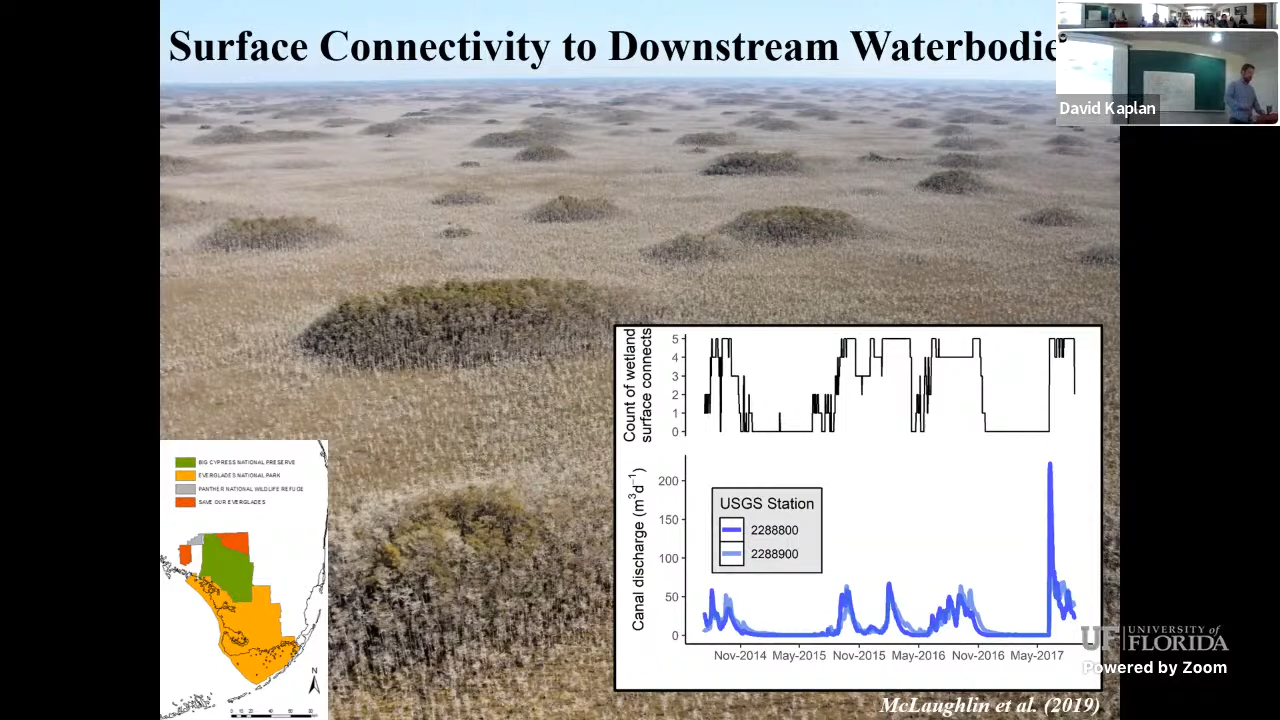 Surface Connectivity to Downstream Waterbodie
David Kaplan
Count of wetland
surface connects
5
4
3
2
1
0
Canal discharge (m³d⁻¹)
200
150
100
50
0
USGS Station
2288800
2288900
Nov-2014 May-2015 Nov-2015 May-2016 Nov-2016 May-2017
BIG CYPRESS NATIONAL PRESERVE
EVERGLADES NATIONAL PARK
PANTHER NATIONAL WILDLIFE REFUGE
SAVE OUR EVERGLADES
N
UF UNIVERSITY of FLORIDA
Powered by Zoom
McLaughlin et al. (2019)